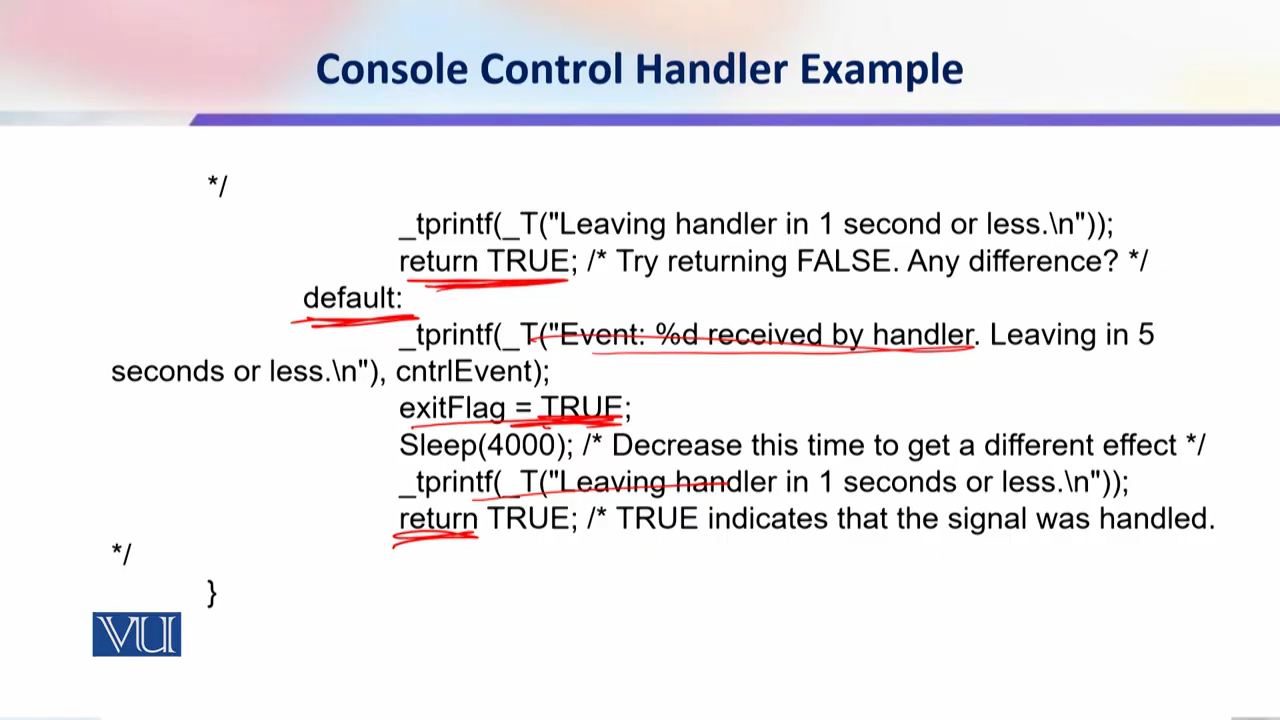 Console Control Handler Example
*/
_tprintf(_T("Leaving handler in 1 second or less.\n"));
return TRUE; /* Try returning FALSE. Any difference? */
default:
_tprintf(_T("Event: %d received by handler. Leaving in 5
seconds or less.\n"), cntrlEvent);
exitFlag = TRUE;
Sleep(4000); /* Decrease this time to get a different effect */
_tprintf(_T("Leaving handler in 1 seconds or less.\n"));
return TRUE; /* TRUE indicates that the signal was handled.
*/
}
VU